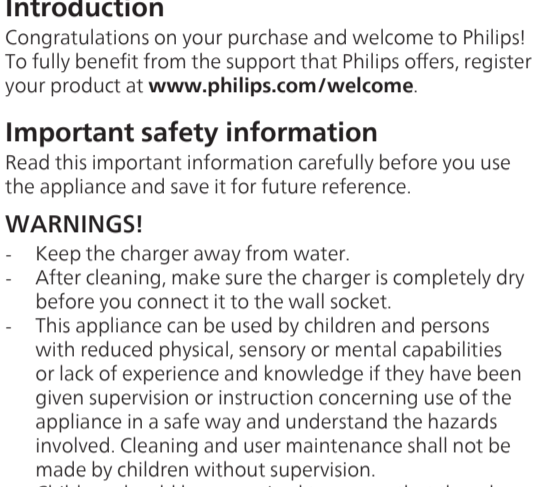 Introduction
Congratulations on your purchase and welcome to Philips!
To fully benefit from the support that Philips offers, register
your product at www.philips.com/welcome.
Important safety information
Read this important information carefully before you use
the appliance and save it for future reference.
WARNINGS!
- Keep the charger away from water.
- After cleaning, make sure the charger is completely dry
before you connect it to the wall socket.
- This appliance can be used by children and persons
with reduced physical, sensory or mental capabilities
or lack of experience and knowledge if they have been
given supervision or instruction concerning use of the
appliance in a safe way and understand the hazards
involved. Cleaning and user maintenance shall not be
made by children without supervision.